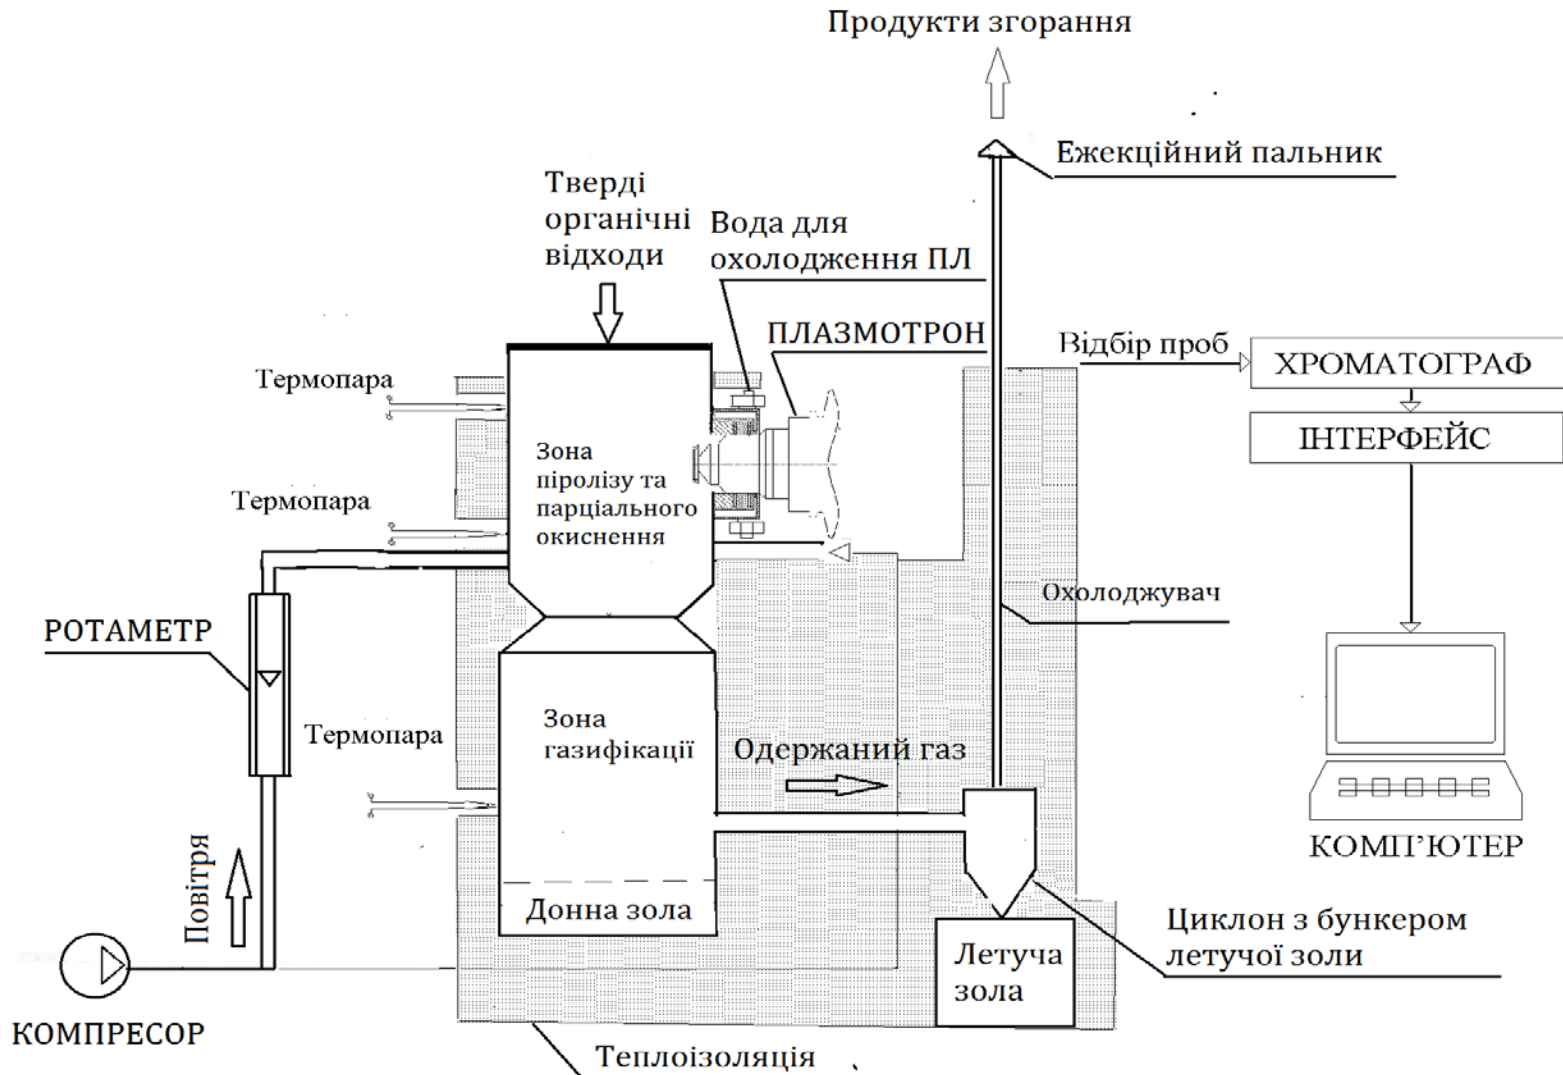 Продукти згорання
Ежекційний пальник
Тверді
органічні
відходи
Вода для
охолодження ПЛ
ПЛАЗМОТРОН
Відбір проб
ХРОМАТОГРАФ
ІНТЕРФЕЙС
Термопара
Термопара
Зона
піролізу та
парціального
окиснення
Охолоджувач
РОТАМЕТР
Термопара
Зона
газифікації
Одержаний газ
КОМП'ЮТЕР
Повітря
Донна зола
Циклон з бункером
летучої золи
Летуча
зола
КОМПРЕСОР
Теплоізоляція